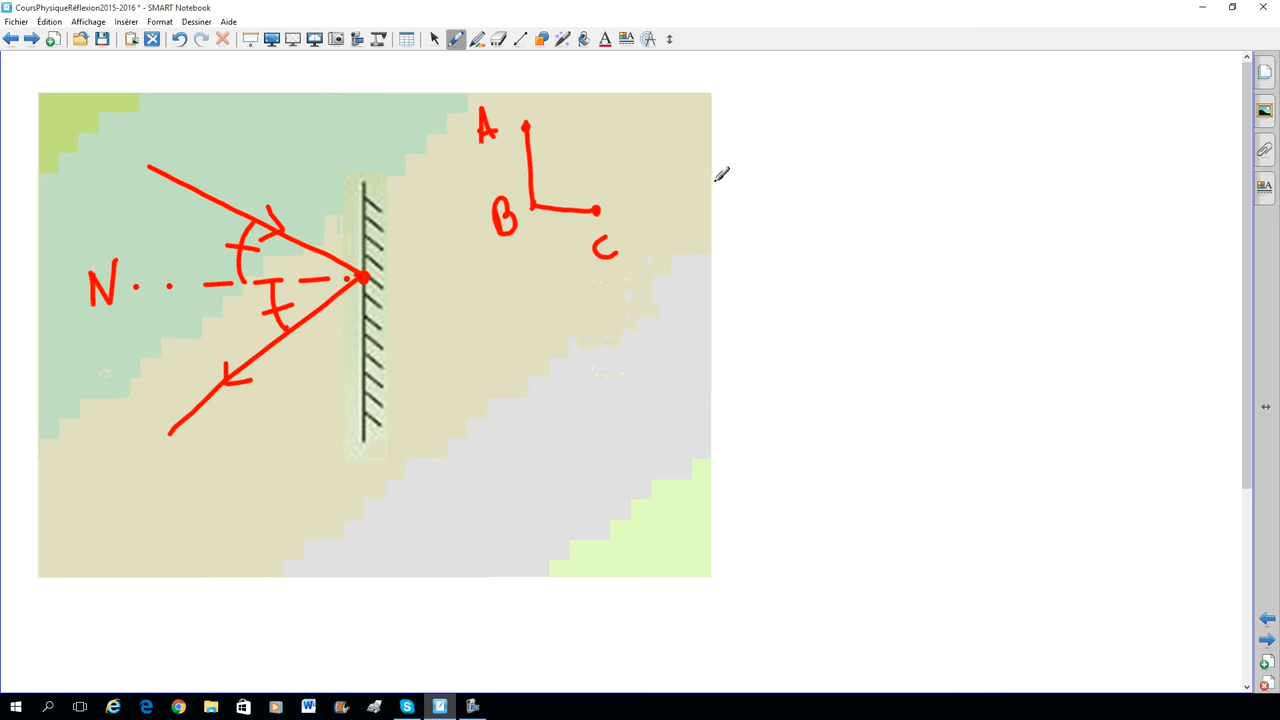 CoursPhysiqueRéflexion2015-2016 * - SMART Notebook
Fichier Édition Affichage Insérer Format Dessiner Aide
A
B
C
N